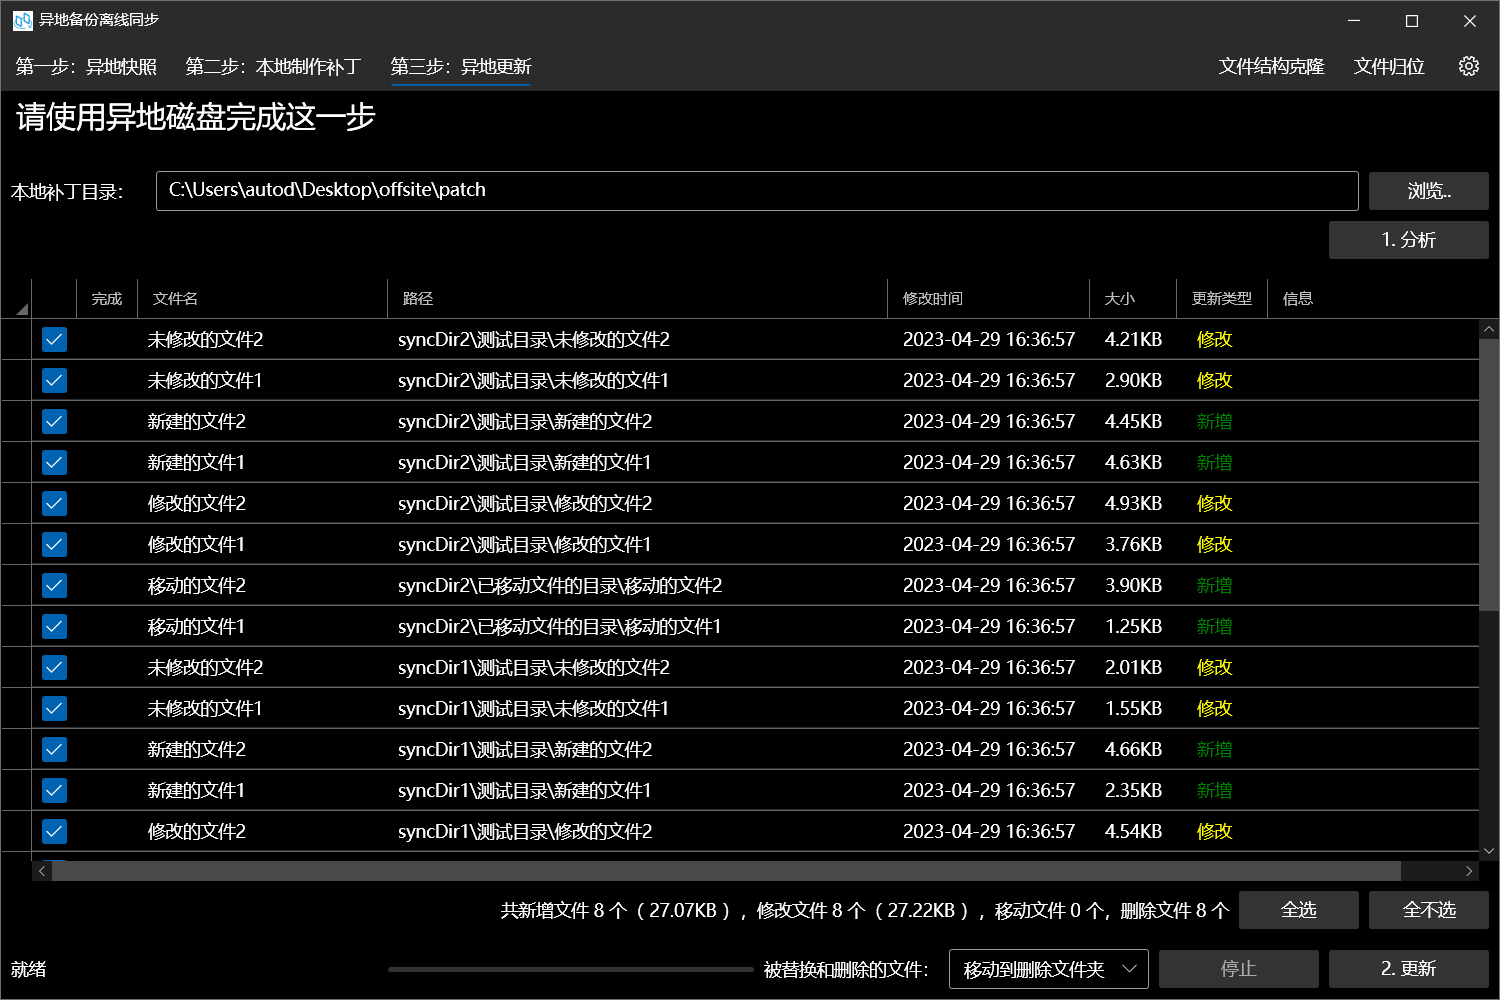 异地备份离线同步
第一步：异地快照 第二步：本地制作补丁 第三步：异地更新 文件结构克隆 文件归位
请使用异地磁盘完成这一步
本地补丁目录： C:\Users\autod\Desktop\offsite\patch 浏览..
1. 分析
完成 文件名 路径 修改时间 大小 更新类型 信息
未修改的文件2 syncDir2\测试目录\未修改的文件2 2023-04-29 16:36:57 4.21KB 修改
未修改的文件1 syncDir2\测试目录\未修改的文件1 2023-04-29 16:36:57 2.90KB 修改
新建的文件2 syncDir2\测试目录\新建的文件2 2023-04-29 16:36:57 4.45KB 新增
新建的文件1 syncDir2\测试目录\新建的文件1 2023-04-29 16:36:57 4.63KB 新增
修改的文件2 syncDir2\测试目录\修改的文件2 2023-04-29 16:36:57 4.93KB 修改
修改的文件1 syncDir2\测试目录\修改的文件1 2023-04-29 16:36:57 3.76KB 修改
移动的文件2 syncDir2\已移动文件的目录\移动的文件2 2023-04-29 16:36:57 3.90KB 新增
移动的文件1 syncDir2\已移动文件的目录\移动的文件1 2023-04-29 16:36:57 1.25KB 新增
未修改的文件2 syncDir1\测试目录\未修改的文件2 2023-04-29 16:36:57 2.01KB 修改
未修改的文件1 syncDir1\测试目录\未修改的文件1 2023-04-29 16:36:57 1.55KB 修改
新建的文件2 syncDir1\测试目录\新建的文件2 2023-04-29 16:36:57 4.66KB 新增
新建的文件1 syncDir1\测试目录\新建的文件1 2023-04-29 16:36:57 2.35KB 新增
修改的文件2 syncDir1\测试目录\修改的文件2 2023-04-29 16:36:57 4.54KB 修改
共新增文件 8 个（ 27.07KB ），修改文件 8 个（ 27.22KB ），移动文件 0 个，删除文件 8 个 全选 全不选
就绪 被替换和删除的文件： 移动到删除文件夹 停止 2. 更新